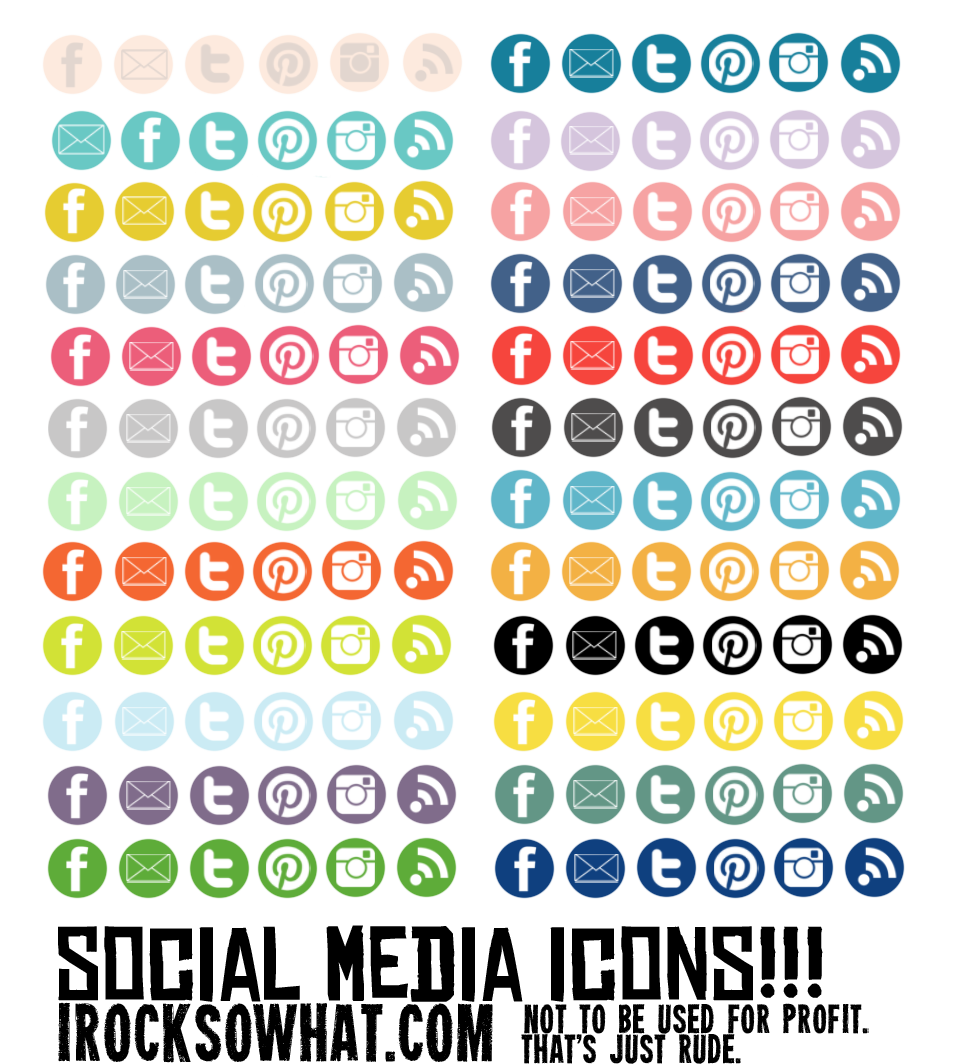 SOCIAL MEDIA ICONS!!!
IROCKSOWHAT.COM
NOT TO BE USED FOR PROFIT.
THAT'S JUST RUDE.